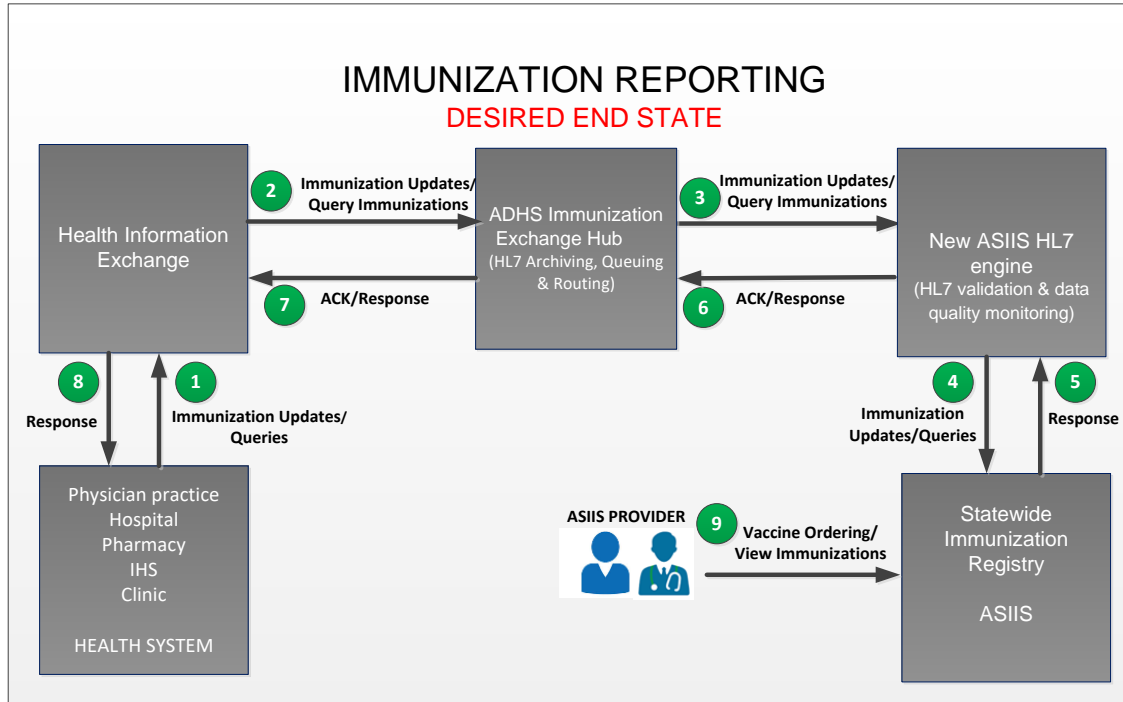 IMMUNIZATION REPORTING
DESIRED END STATE
Health Information
Exchange
2
Immunization Updates/
Query Immunizations
7
ACK/Response
ADHS Immunization
Exchange Hub
(HL7 Archiving, Queuing
& Routing)
3
Immunization Updates/
Query Immunizations
6
ACK/Response
New ASIIS HL7
engine
(HL7 validation & data
quality monitoring)
8
Response
1
Immunization Updates/
Queries
4
Immunization
Updates/Queries
5
Response
Physician practice
Hospital
Pharmacy
IHS
Clinic
HEALTH SYSTEM
ASIIS PROVIDER
9
Vaccine Ordering/
View Immunizations
Statewide
Immunization
Registry
ASIIS